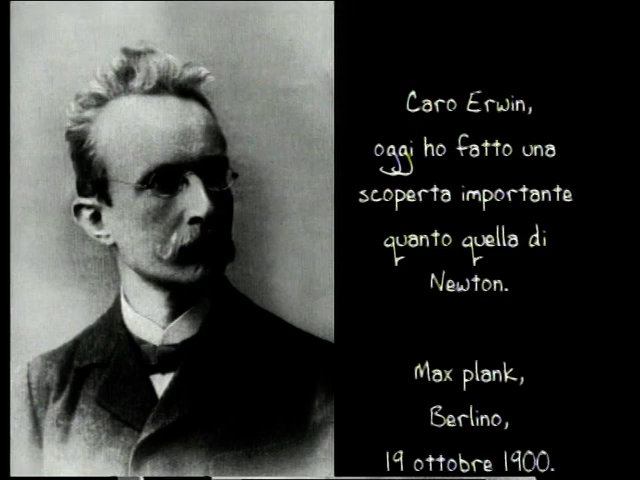 Caro Erwin,
oggi ho fatto una
scoperta importante
quanto quella di
Newton.
Max plank,
Berlino,
19 ottobre 1900.